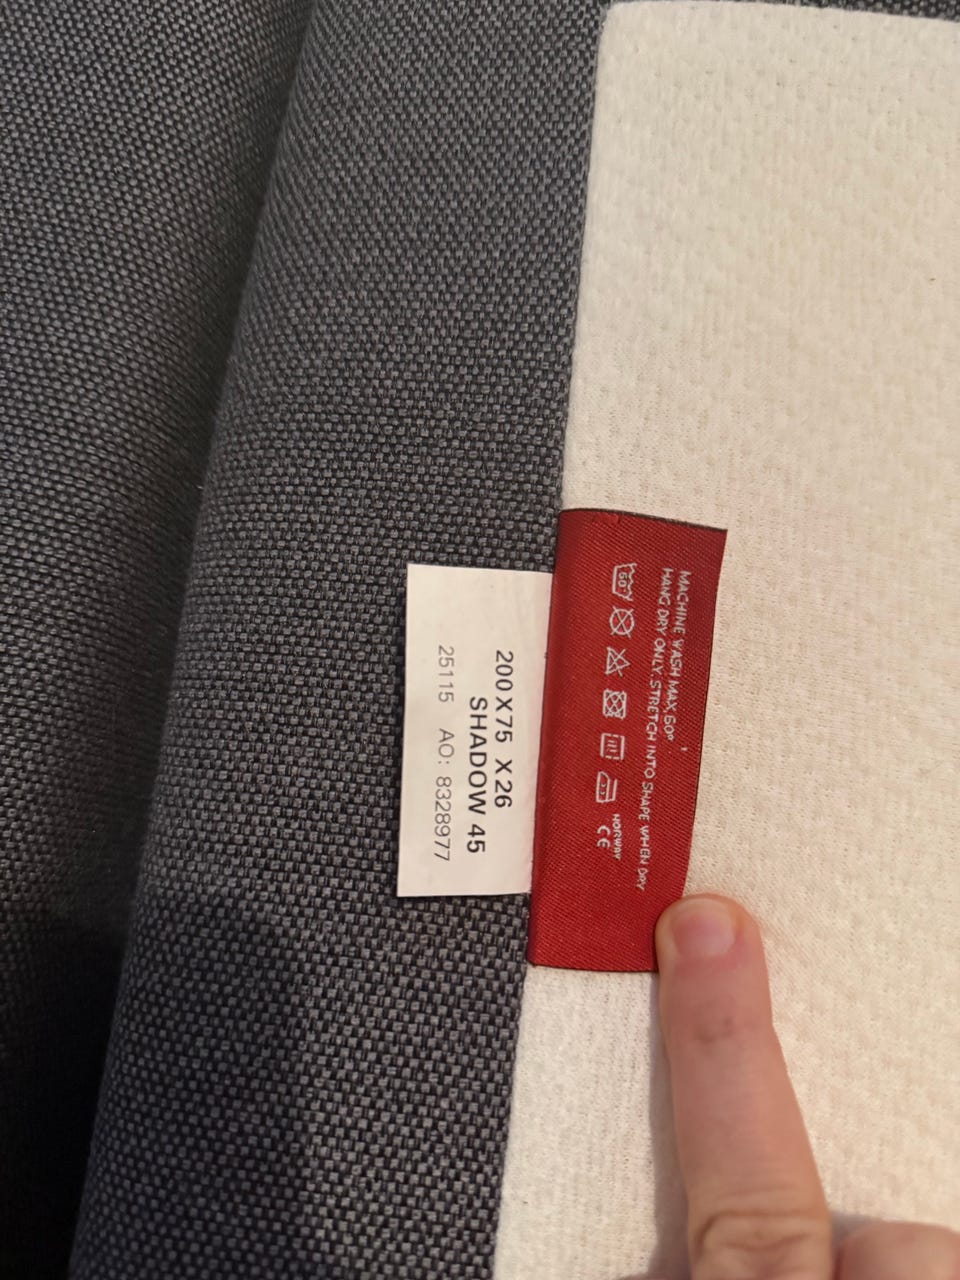 MACHINE WASH MAX 60°
HANG DRY ONLY. STRETCH INTO SHAPE WHEN DRY
60°
NORWAY
CE
200X75 X26
SHADOW 45
25115 AO: 8328977